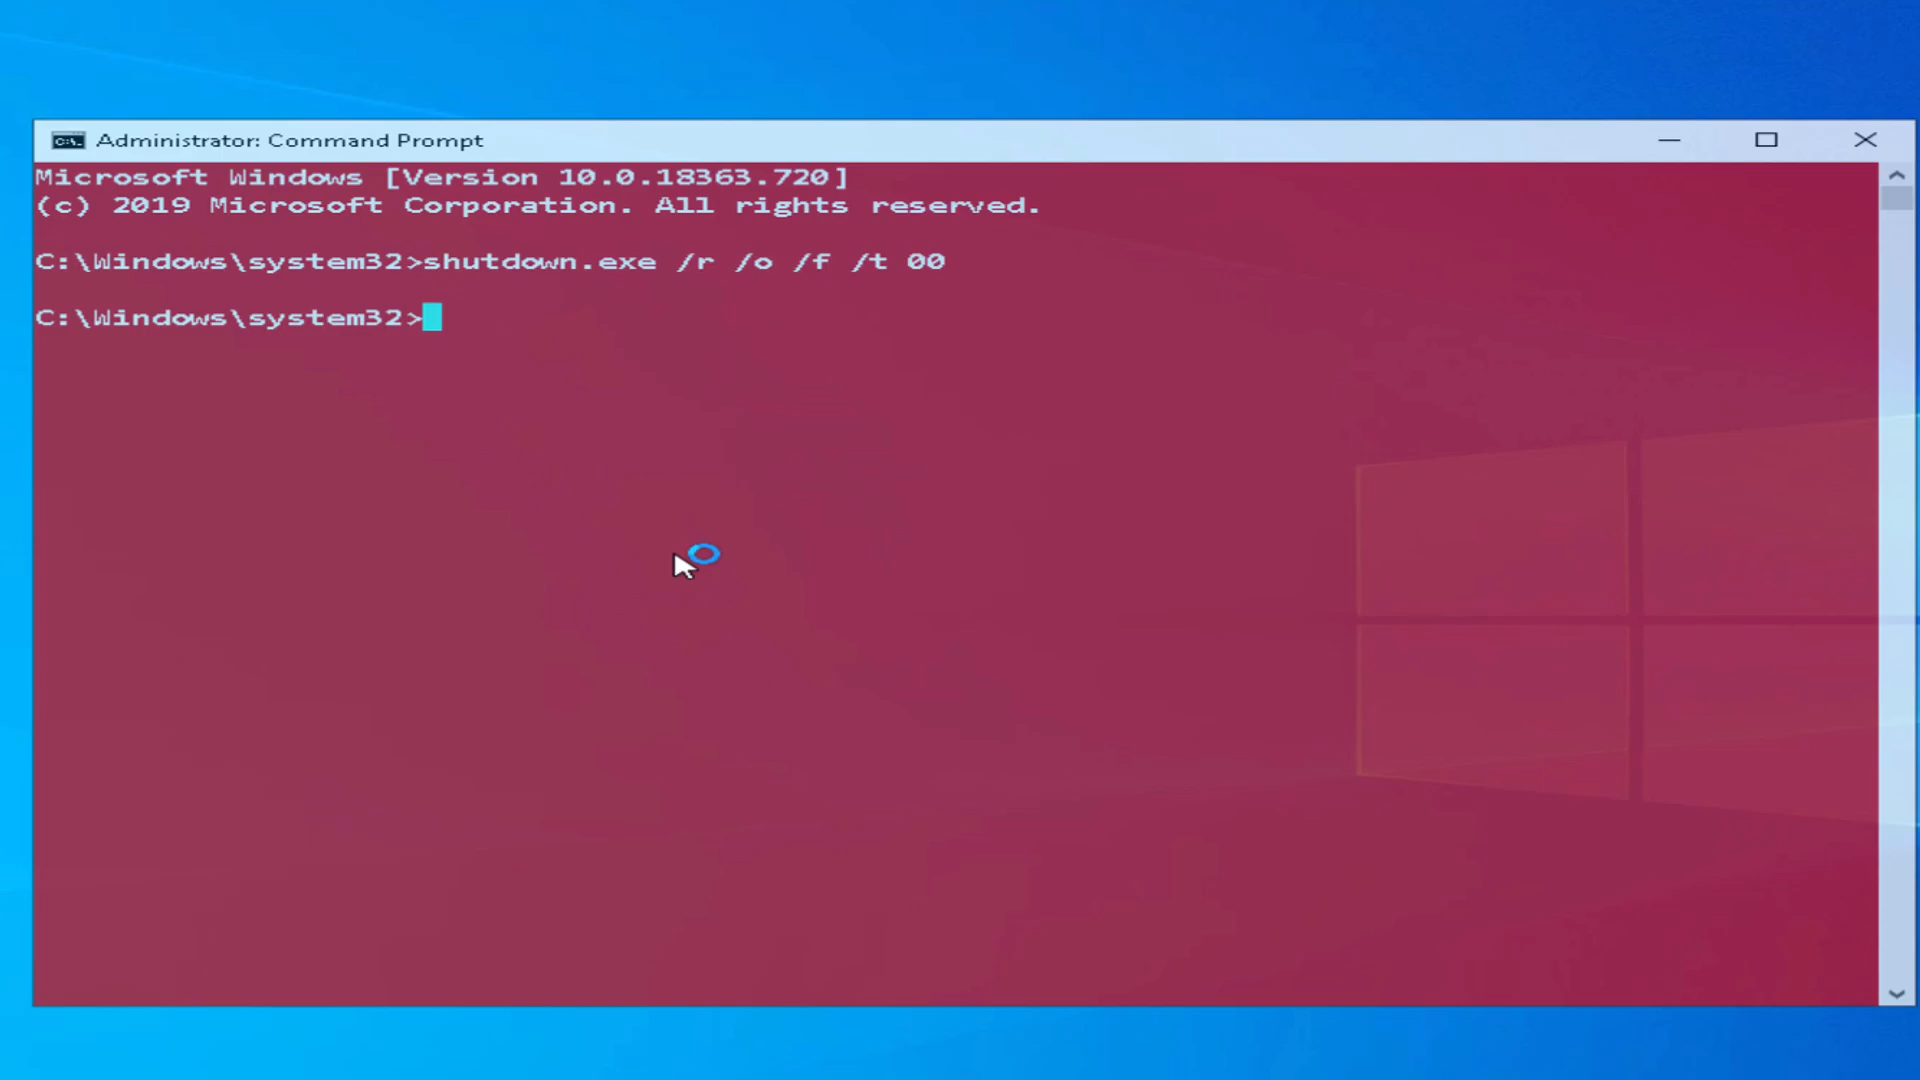 Administrator: Command Prompt
Microsoft Windows [Version 10.0.18363.720]
(c) 2019 Microsoft Corporation. All rights reserved.
C:\Windows\system32>shutdown.exe /r /o /f /t 00
C:\Windows\system32>